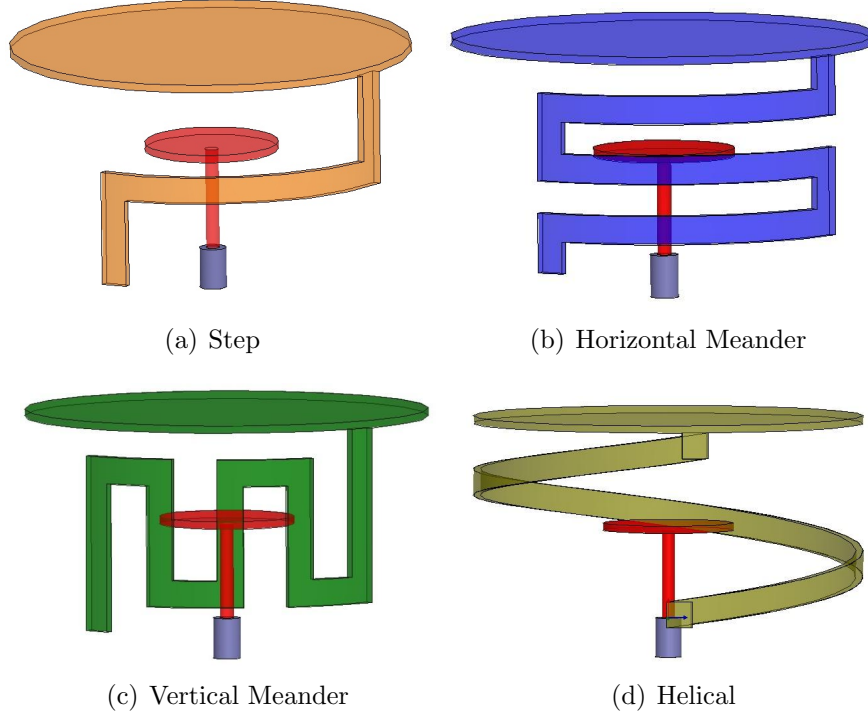 (a) Step
(b) Horizontal Meander
(c) Vertical Meander
(d) Helical